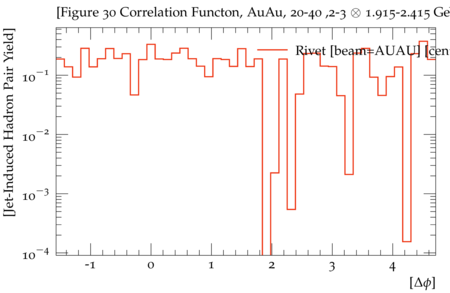 [Figure 30 Correlation Functon, AuAu, 20-40 ,2-3 ⊗ 1.915-2.415 Ge
Rivet [beam=AUAU] [cen
[Jet-Induced Hadron Pair Yield]
10⁻¹
10⁻²
10⁻³
10⁻⁴
-1 0 1 2 3 4
[Δϕ]